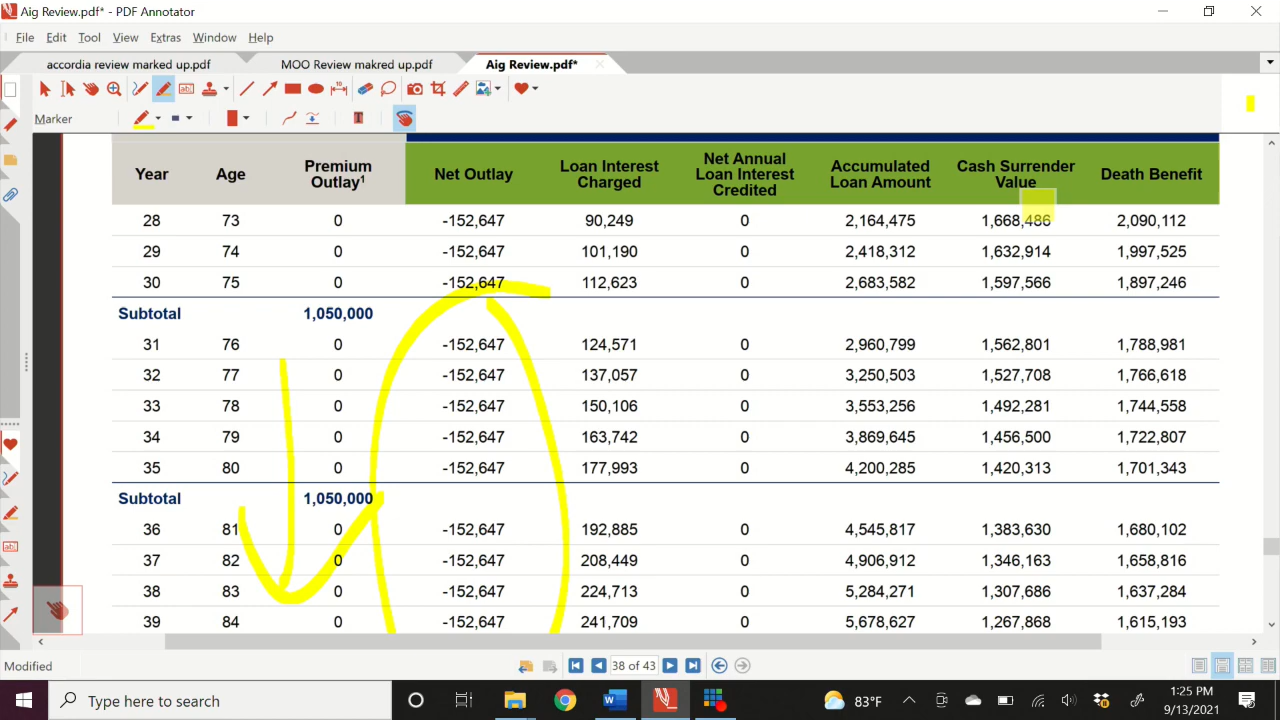 Aig Review.pdf* - PDF Annotator
File Edit Tool View Extras Window Help
accordia review marked up.pdf MOO Review makred up.pdf Aig Review.pdf*
Marker
Year Age Premium Outlay1 Net Outlay Loan Interest Charged Net Annual Loan Interest Credited Accumulated Loan Amount Cash Surrender Value Death Benefit
28 73 0 -152,647 90,249 0 2,164,475 1,668,486 2,090,112
29 74 0 -152,647 101,190 0 2,418,312 1,632,914 1,997,525
30 75 0 -152,647 112,623 0 2,683,582 1,597,566 1,897,246
Subtotal 1,050,000
31 76 0 -152,647 124,571 0 2,960,799 1,562,801 1,788,981
32 77 0 -152,647 137,057 0 3,250,503 1,527,708 1,766,618
33 78 0 -152,647 150,106 0 3,553,256 1,492,281 1,744,558
34 79 0 -152,647 163,742 0 3,869,645 1,456,500 1,722,807
35 80 0 -152,647 177,993 0 4,200,285 1,420,313 1,701,343
Subtotal 1,050,000
36 81 0 -152,647 192,885 0 4,545,817 1,383,630 1,680,102
37 82 0 -152,647 208,449 0 4,906,912 1,346,163 1,658,816
38 83 0 -152,647 224,713 0 5,284,271 1,307,686 1,637,284
39 84 0 -152,647 241,709 0 5,678,627 1,267,868 1,615,193
Modified 38 of 43
Type here to search 83°F 1:25 PM
9/13/2021